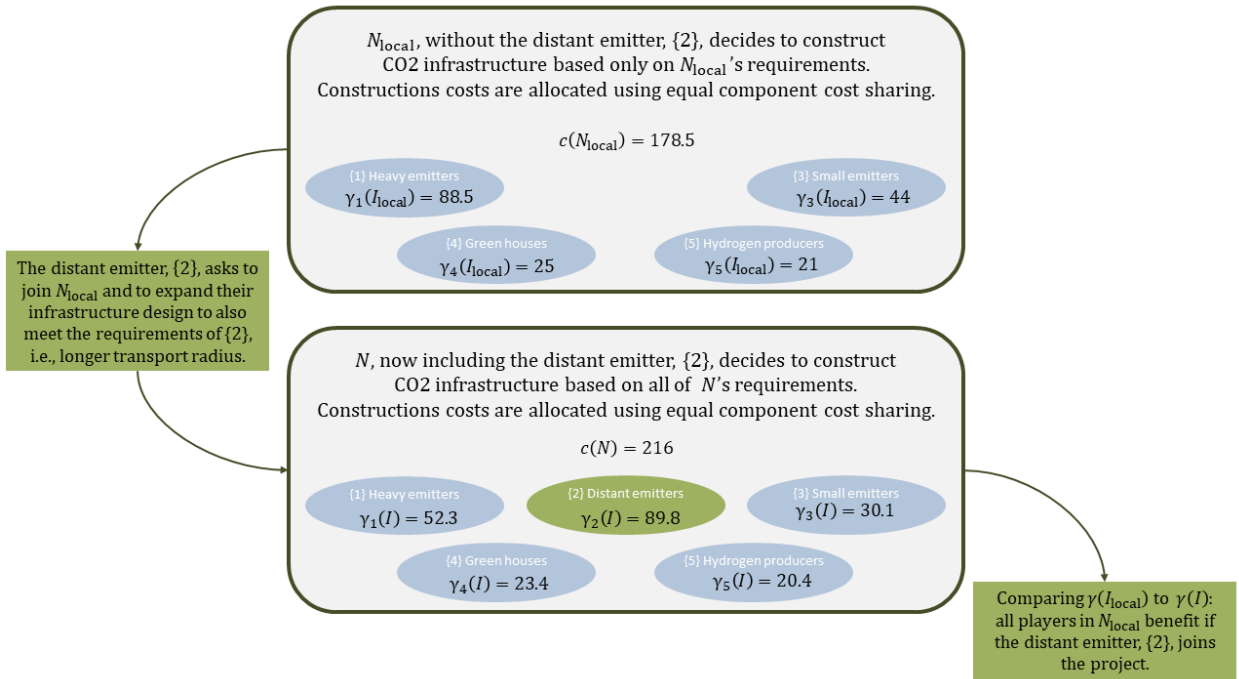 N_local, without the distant emitter, {2}, decides to construct
CO2 infrastructure based only on N_local's requirements.
Constructions costs are allocated using equal component cost sharing.
c(N_local) = 178.5
{1} Heavy emitters
γ₁(I_local) = 88.5
{3} Small emitters
γ₃(I_local) = 44
{4} Green houses
γ₄(I_local) = 25
{5} Hydrogen producers
γ₅(I_local) = 21
The distant emitter, {2}, asks to
join N_local and to expand their
infrastructure design to also
meet the requirements of {2},
i.e., longer transport radius.
N, now including the distant emitter, {2}, decides to construct
CO2 infrastructure based on all of N's requirements.
Constructions costs are allocated using equal component cost sharing.
c(N) = 216
{1} Heavy emitters
γ₁(I) = 52.3
{2} Distant emitters
γ₂(I) = 89.8
{3} Small emitters
γ₃(I) = 30.1
{4} Green houses
γ₄(I) = 23.4
{5} Hydrogen producers
γ₅(I) = 20.4
Comparing γ(I_local) to γ(I):
all players in N_local benefit if
the distant emitter, {2}, joins
the project.